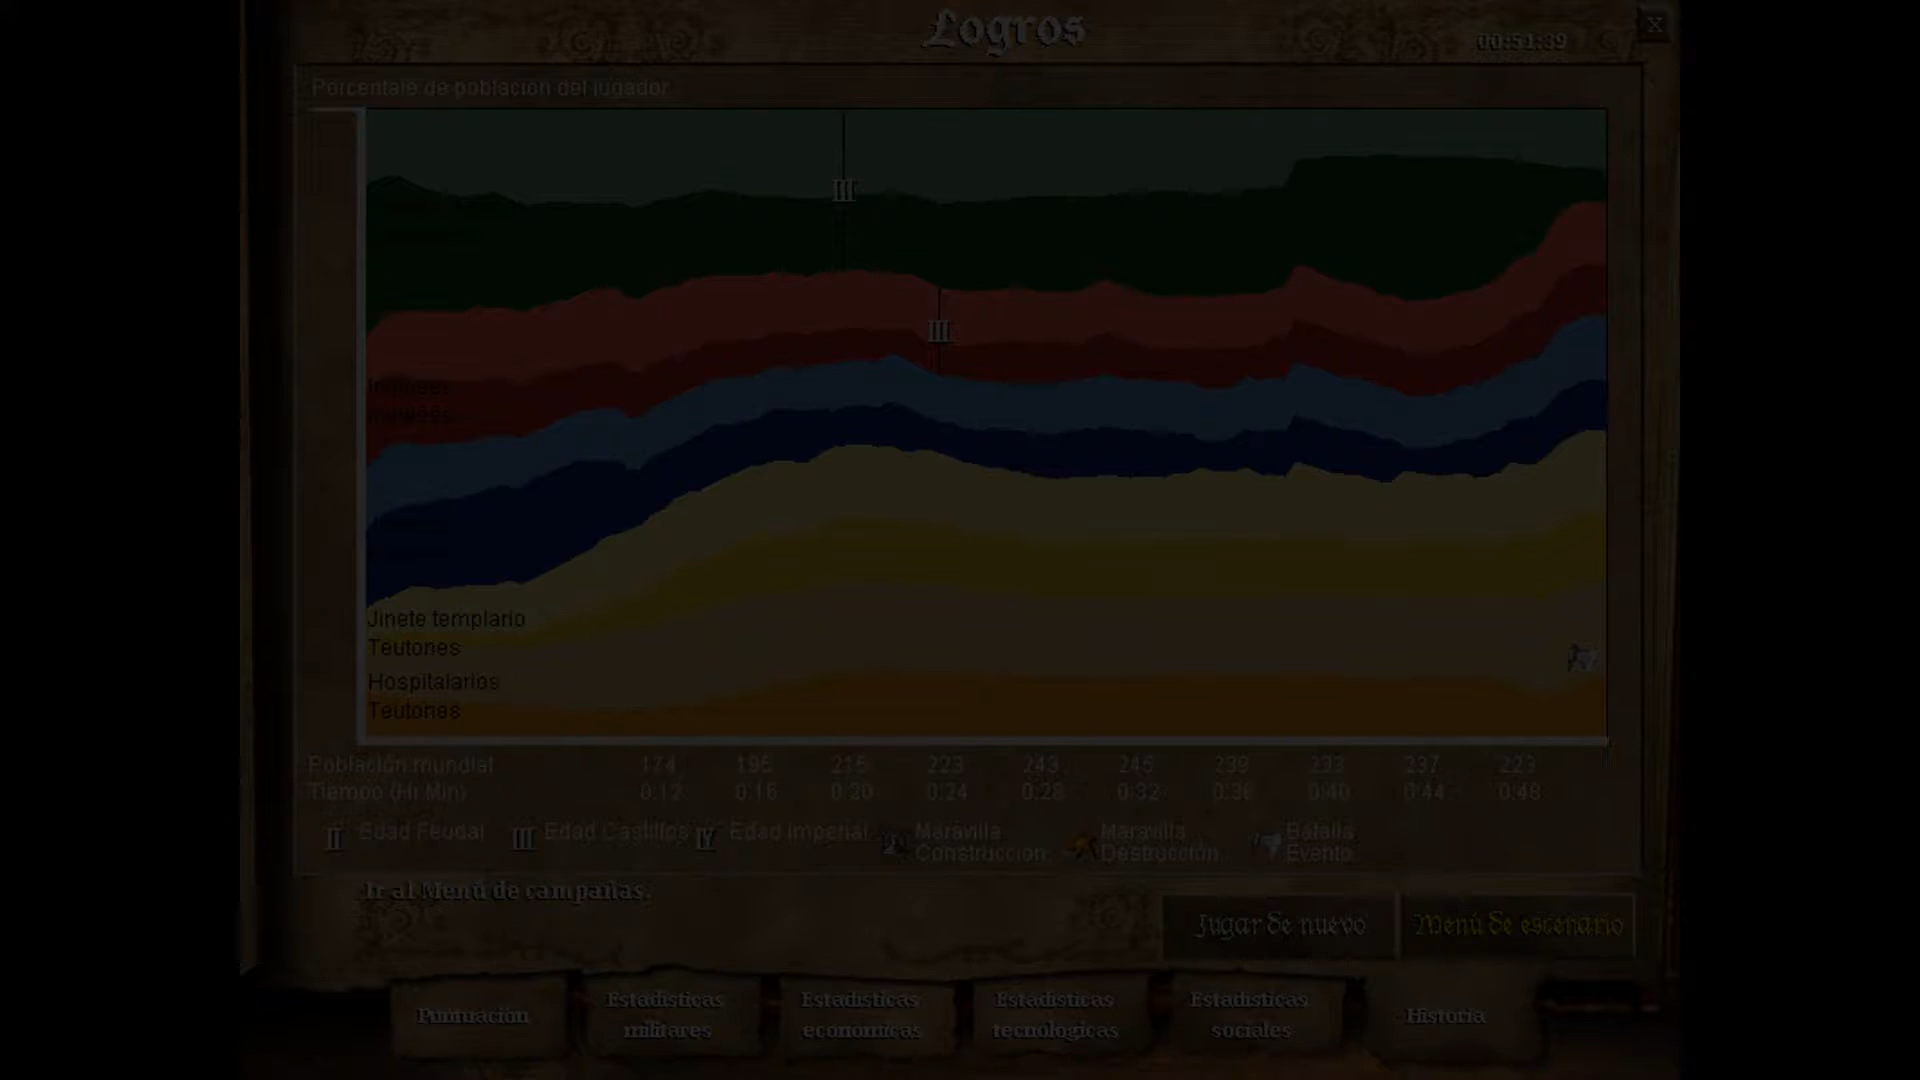 Logros
X
00:51:39
Porcentaje de población del jugador
III
III
Ingleses
Jinete templario
Teutones
Hospitalarios
Teutones
Población mundial 174 195 215 223 243 245 239 233 237 223
Tiempo (Hr:Min) 0:12 0:16 0:20 0:24 0:28 0:32 0:36 0:40 0:44 0:48
II Edad Feudal III Edad Castillos IV Edad Imperial Maravilla Construcción Maravilla Destrucción Batalla Evento
Ir al Menú de campañas.
Jugar de nuevo
Menú de escenario
Puntuación
Estadísticas militares
Estadísticas económicas
Estadísticas tecnológicas
Estadísticas sociales
Historia